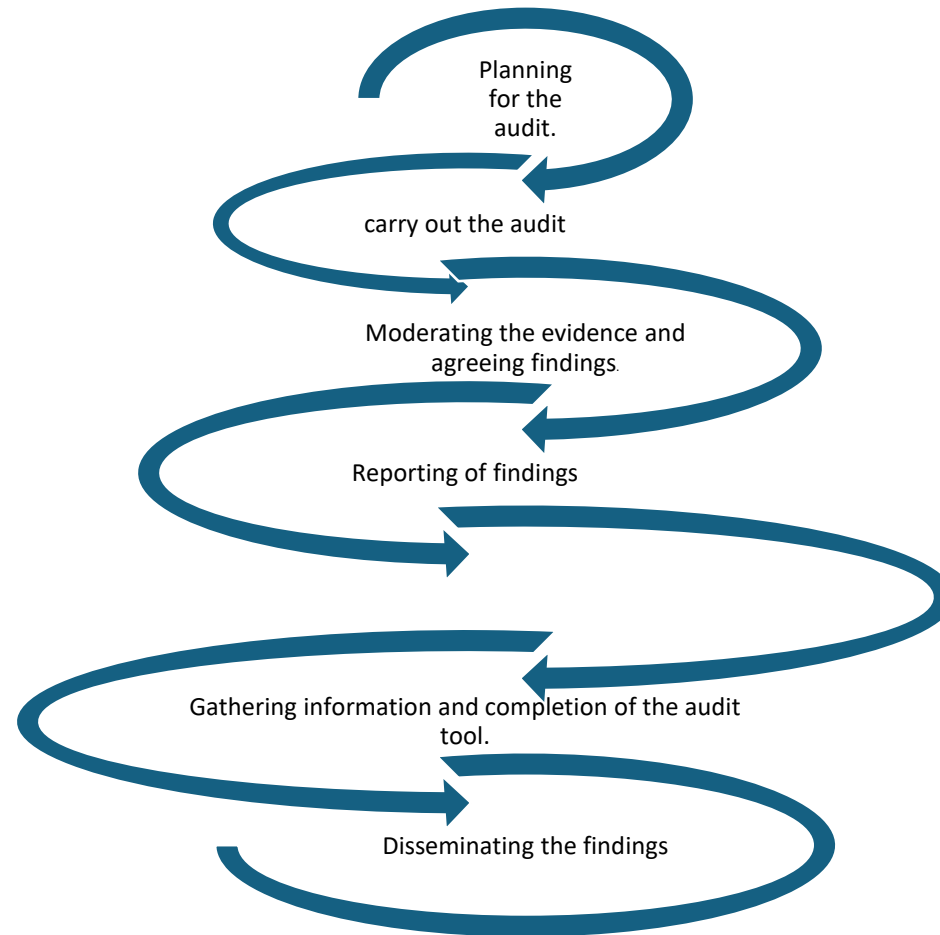 Planning
for the
audit.
carry out the audit
Moderating the evidence and
agreeing findings.
Reporting of findings
Gathering information and completion of the audit
tool.
Disseminating the findings